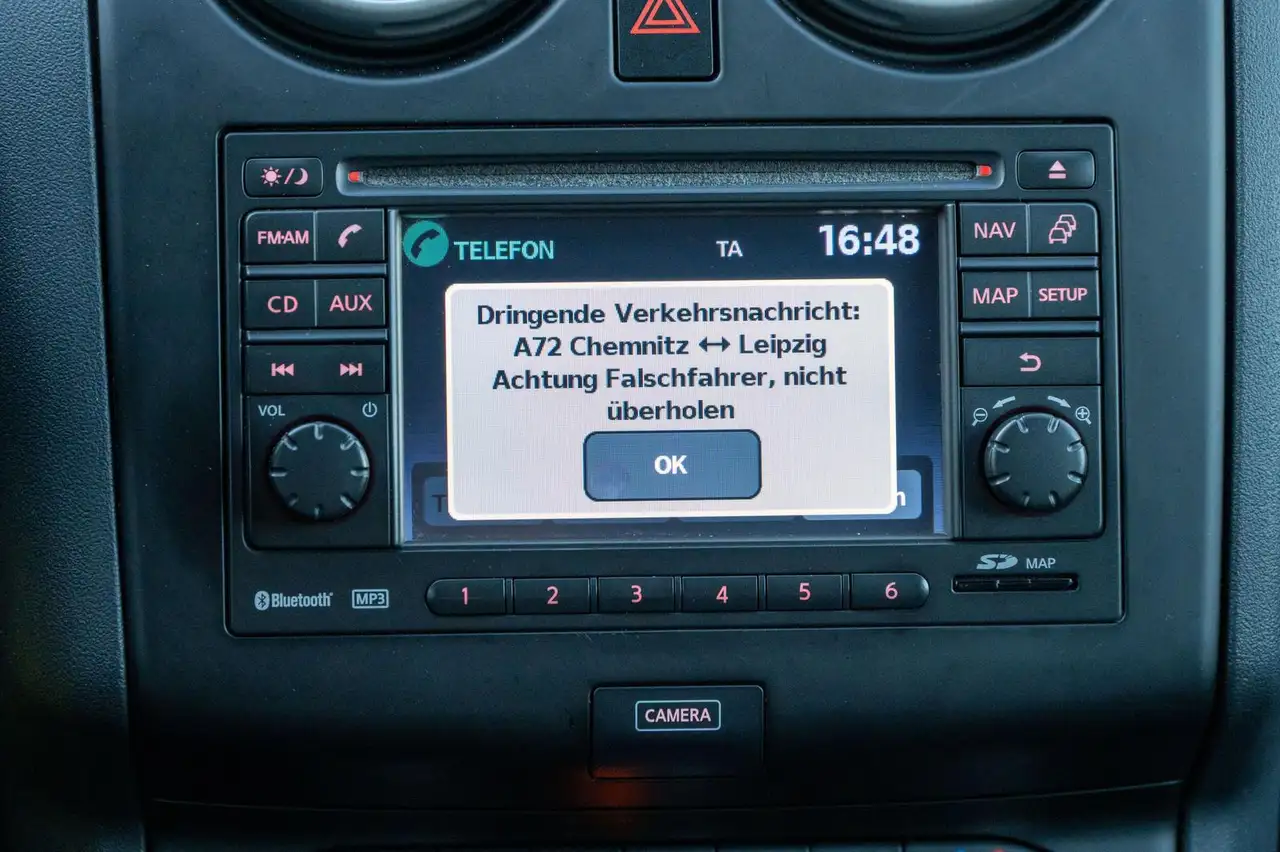 FM·AM
CD
AUX
VOL
Bluetooth
MP3
TELEFON
TA
16:48
Dringende Verkehrsnachricht:
A72 Chemnitz ↔ Leipzig
Achtung Falschfahrer, nicht
überholen
OK
NAV
MAP
SETUP
SD MAP
1 2 3 4 5 6
CAMERA